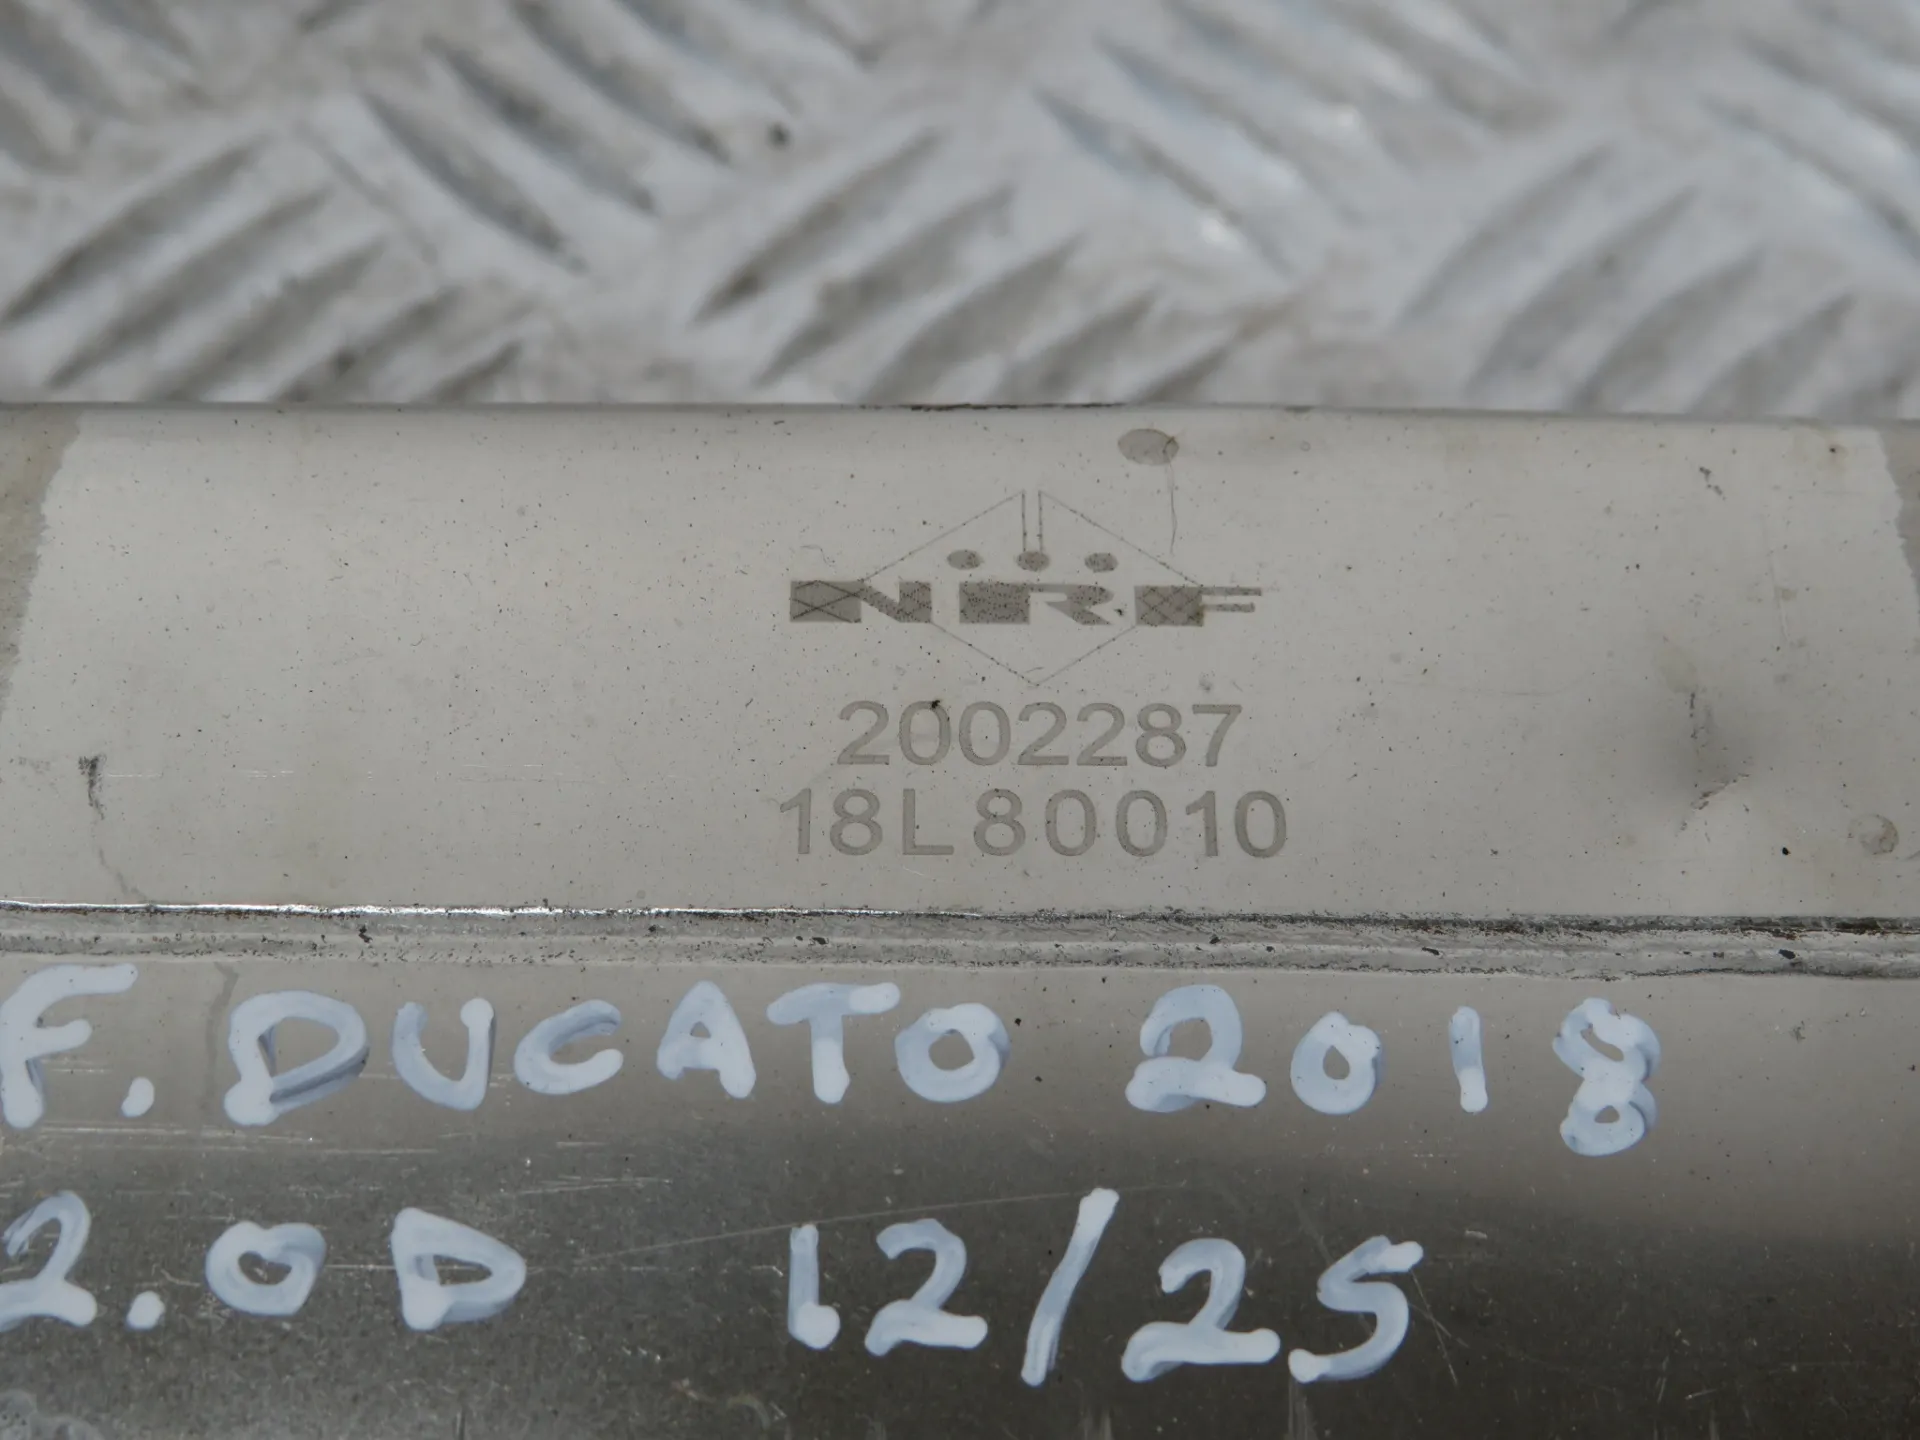 NRF
2002287
18L80010
F. DUCATO 2018
2.0D 12/25